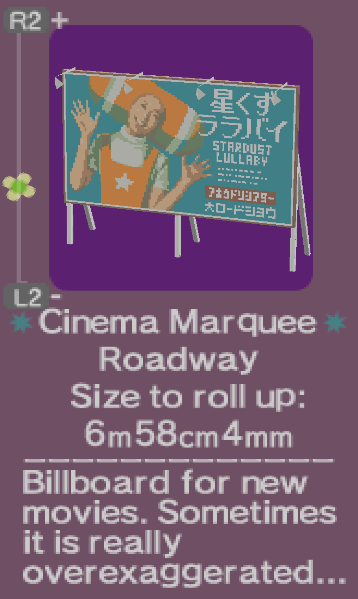 R2 +
星くず
ララバイ
STARDUST
LULLABY
大ロードショウ
L2 -
Cinema Marquee
Roadway
Size to roll up:
6m58cm4mm
Billboard for new
movies. Sometimes
it is really
overexaggerated...